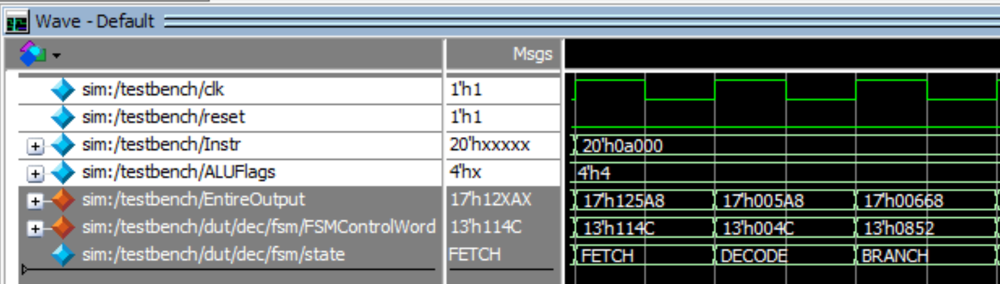 Wave - Default
Msgs
sim:/testbench/clk 1'h1
sim:/testbench/reset 1'h1
sim:/testbench/Instr 20'hxxxxx 20'h0a000
sim:/testbench/ALUFlags 4'hx 4'h4
sim:/testbench/EntireOutput 17'h12XAX 17'h125A8 17'h005A8 17'h00668
sim:/testbench/dut/dec/fsm/FSMControlWord 13'h114C 13'h114C 13'h004C 13'h0852
sim:/testbench/dut/dec/fsm/state FETCH FETCH DECODE BRANCH